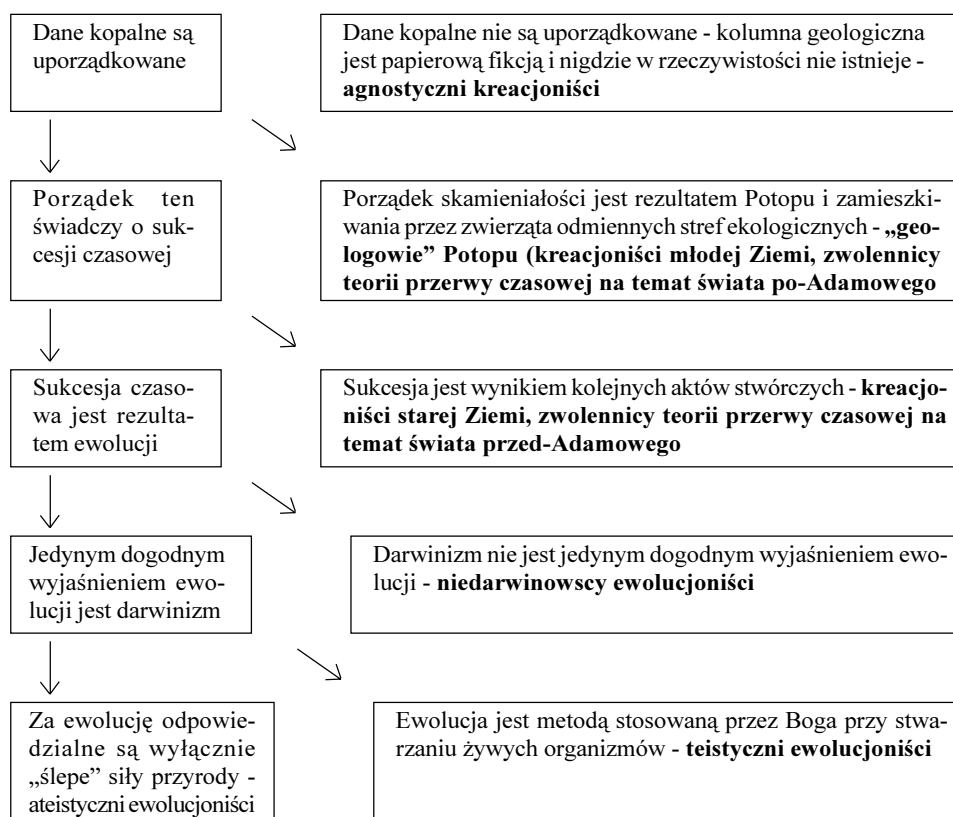 Dane kopalne są
uporządkowane
Dane kopalne nie są uporządkowane - kolumna geologiczna
jest papierową fikcją i nigdzie w rzeczywistości nie istnieje -
agnostyczni kreacjoniści
Porządek ten
świadczy o suk-
cesji czasowej
Porządek skamieniałości jest rezultatem Potopu i zamieszki-
wania przez zwierzęta odmiennych stref ekologicznych - „geo-
logowie” Potopu (kreacjoniści młodej Ziemi, zwolennicy
teorii przerwy czasowej na temat świata po-Adamowego
Sukcesja czaso-
wa jest rezulta-
tem ewolucji
Sukcesja jest wynikiem kolejnych aktów stwórczych - kreacjo-
niści starej Ziemi, zwolennicy teorii przerwy czasowej na
temat świata przed-Adamowego
Jedynym dogodnym
wyjaśnieniem ewo-
lucji jest darwinizm
Darwinizm nie jest jedynym dogodnym wyjaśnieniem ewo-
lucji - niedarwinowscy ewolucjoniści
Za ewolucję odpowie-
dzialne są wyłącznie
„ślepe” siły przyrody -
ateistyczni ewolucjoniści
Ewolucja jest metodą stosowaną przez Boga przy stwa-
rzaniu żywych organizmów - teistyczni ewolucjoniści